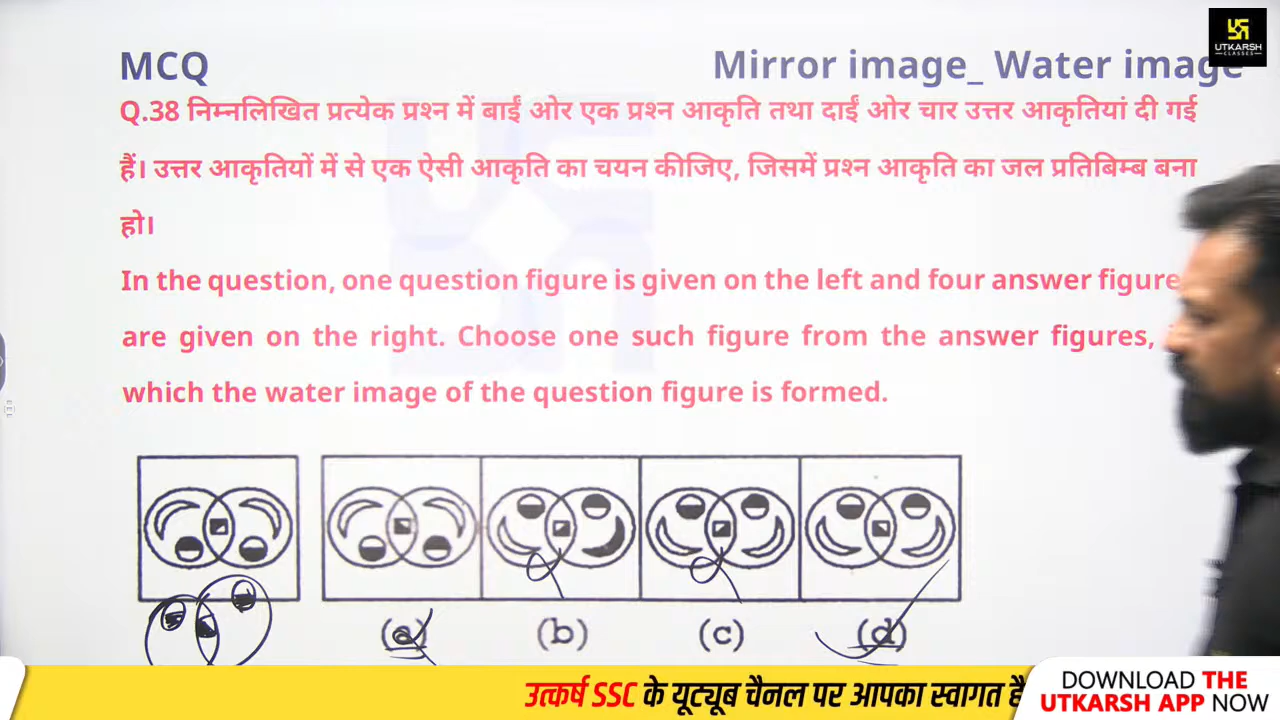 UTKARSH
CLASSES
MCQ
Mirror image_ Water image
Q.38 निम्नलिखित प्रत्येक प्रश्न में बाईं ओर एक प्रश्न आकृति तथा दाईं ओर चार उत्तर आकृतियां दी गई
हैं। उत्तर आकृतियों में से एक ऐसी आकृति का चयन कीजिए, जिसमें प्रश्न आकृति का जल प्रतिबिम्ब बना
हो।
In the question, one question figure is given on the left and four answer figure
are given on the right. Choose one such figure from the answer figures,
which the water image of the question figure is formed.
(a) (b) (c) (d)
उत्कर्ष SSC के यूट्यूब चैनल पर आपका स्वागत है
DOWNLOAD THE
UTKARSH APP NOW